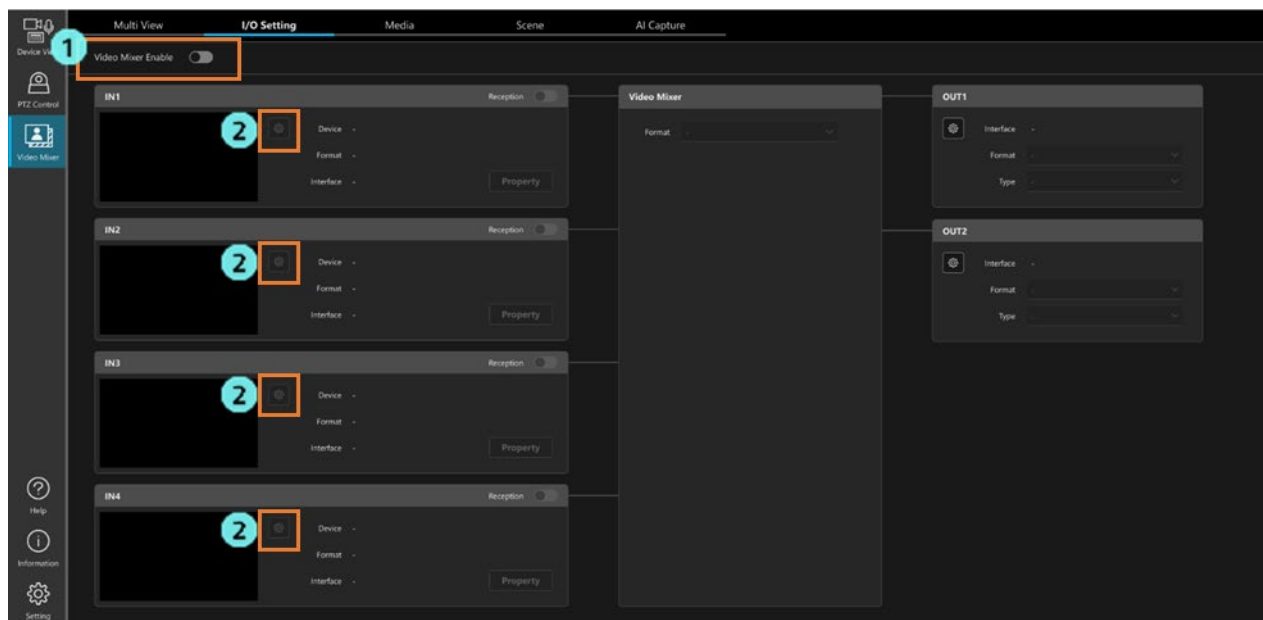 Multi View I/O Setting Media Scene AI Capture
Device Vi
1 Video Mixer Enable
PTZ Control
Video Mixer
IN1 Reception
2 Device -
Format -
Interface - Property
IN2 Reception
2 Device -
Format -
Interface - Property
IN3 Reception
2 Device -
Format -
Interface - Property
IN4 Reception
2 Device -
Format -
Interface - Property
Video Mixer
Format -
OUT1
Interface -
Format -
Type -
OUT2
Interface -
Format -
Type -
Help
Information
Setting